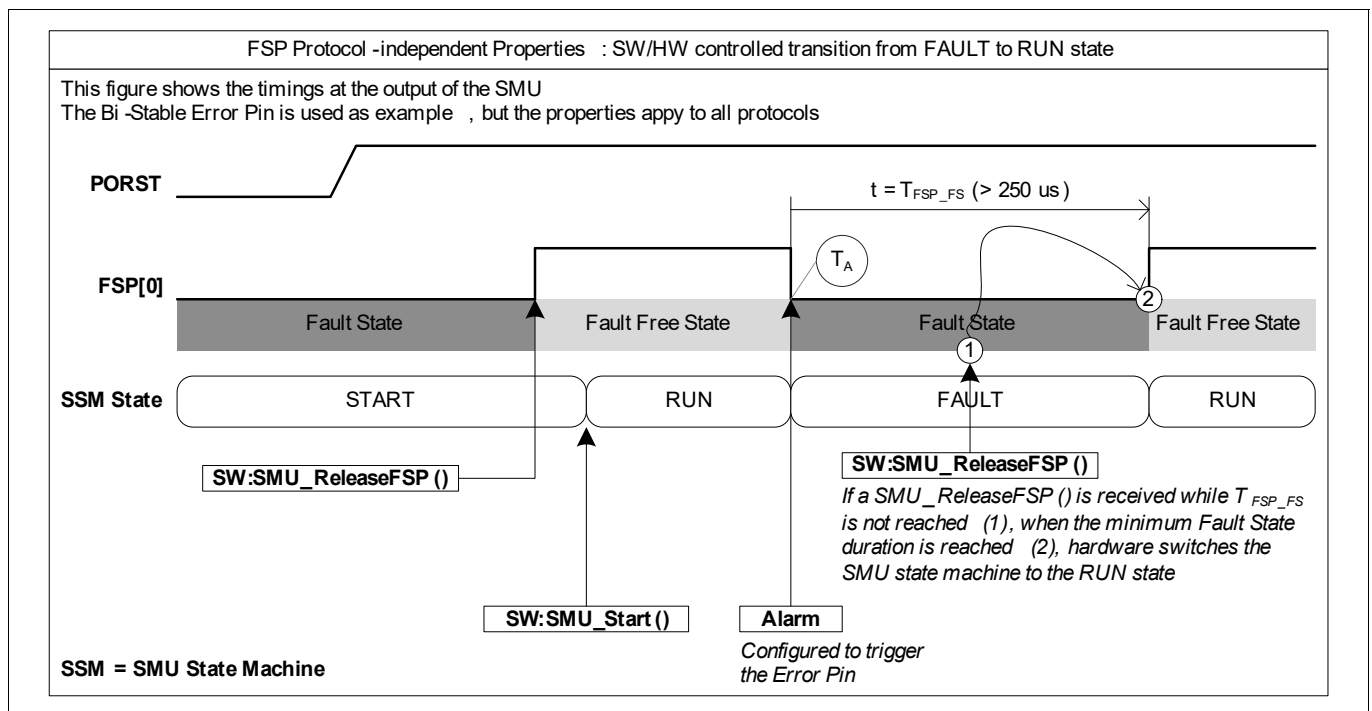 FSP Protocol -independent Properties : SW/HW controlled transition from FAULT to RUN state
This figure shows the timings at the output of the SMU
The Bi -Stable Error Pin is used as example , but the properties appy to all protocols
PORST
t = TFSP_FS (> 250 us)
TA
FSP[0]
2
Fault State
Fault Free State
Fault State
Fault Free State
1
SSM State
START
RUN
FAULT
RUN
SW:SMU_ReleaseFSP ()
SW:SMU_ReleaseFSP ()
If a SMU_ReleaseFSP () is received while T FSP_FS
is not reached (1), when the minimum Fault State
duration is reached (2), hardware switches the
SMU state machine to the RUN state
SW:SMU_Start ()
Alarm
Configured to trigger
the Error Pin
SSM = SMU State Machine